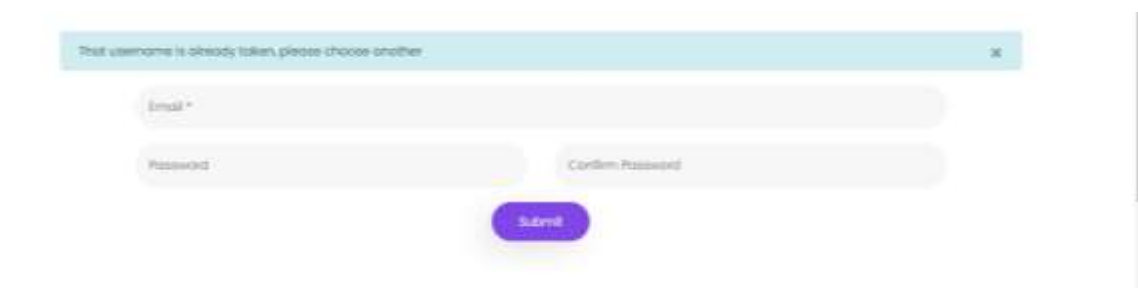 That username is already taken, please choose another ×
Email *
Password Confirm Password
Submit